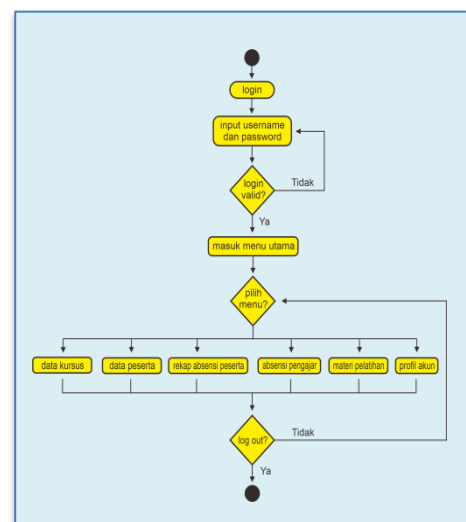 login
input username
dan password
login
valid?
Tidak
Ya
masuk menu utama
pilih
menu?
data kursus
data peserta
rekap absensi peserta
absensi pengajar
materi pelatihan
profil akun
log out?
Tidak
Ya